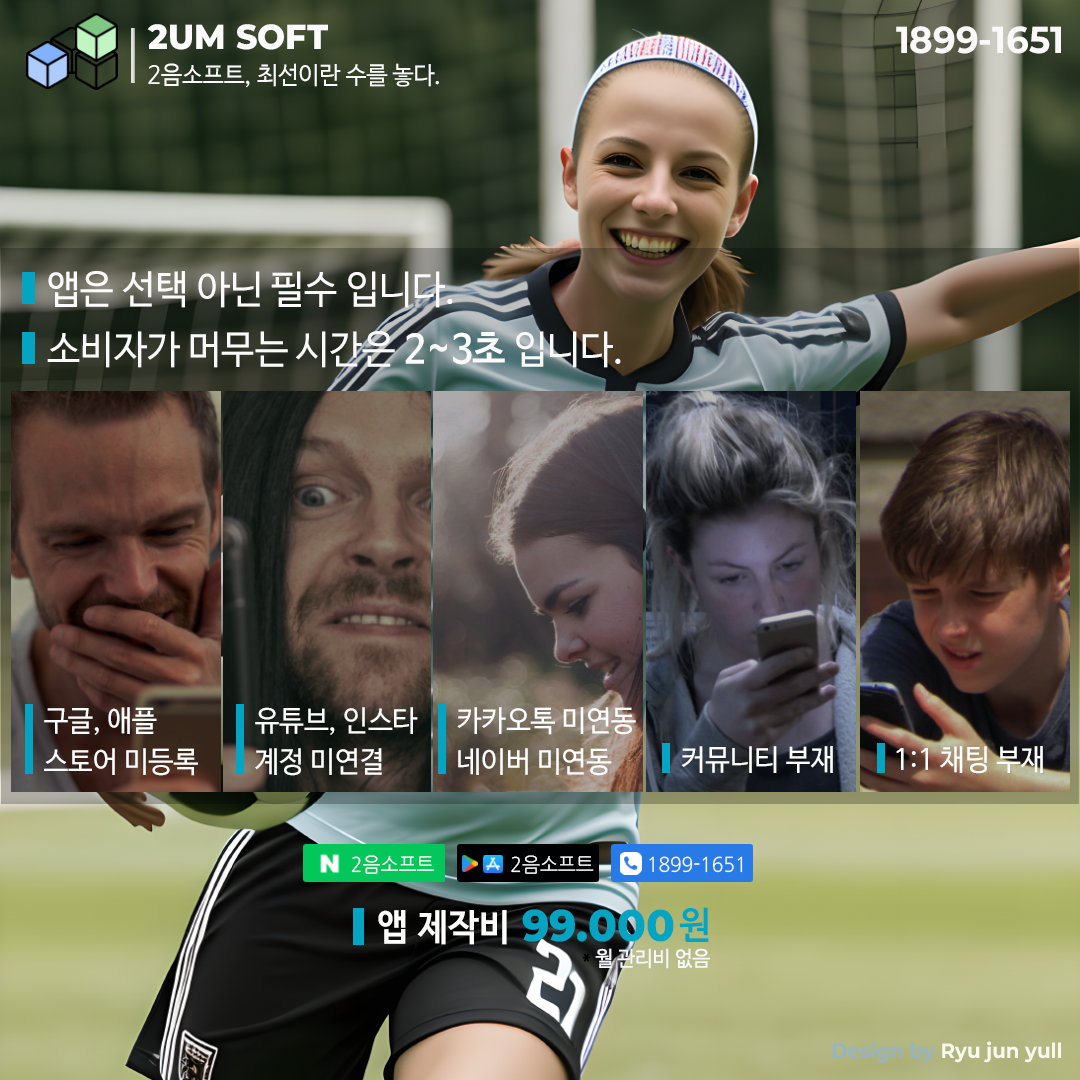 2UM SOFT
2음소프트, 최선이란 수를 놓다.
1899-1651
앱은 선택 아닌 필수 입니다.
소비자가 머무는 시간은 2~3초 입니다.
구글, 애플
스토어 미등록
유튜브, 인스타
계정 미연결
카카오톡 미연동
네이버 미연동
커뮤니티 부재
1:1 채팅 부재
N 2음소프트
2음소프트
1899-1651
앱 제작비 99.000원
* 월 관리비 없음
21
Design by Ryu jun yull